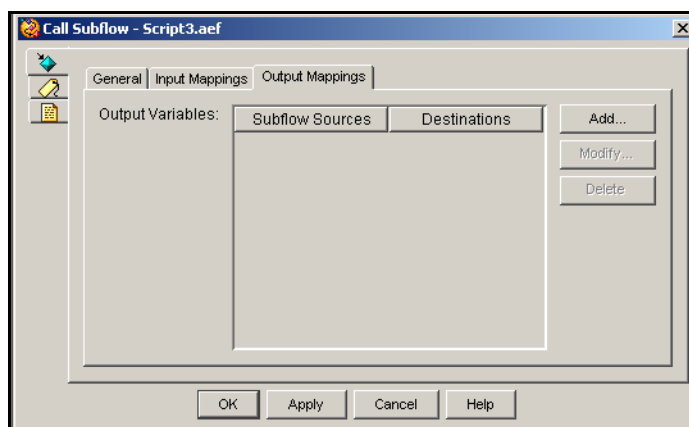 Call Subflow - Script3.aef
General Input Mappings Output Mappings
Output Variables:
Subflow Sources Destinations
Add...
Modify...
Delete
OK Apply Cancel Help